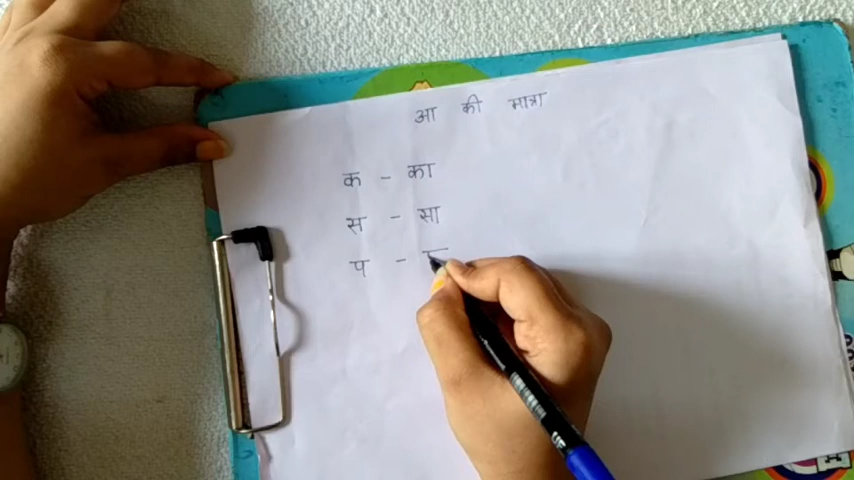 आ की मात्रा
क - का
स - सा
प -